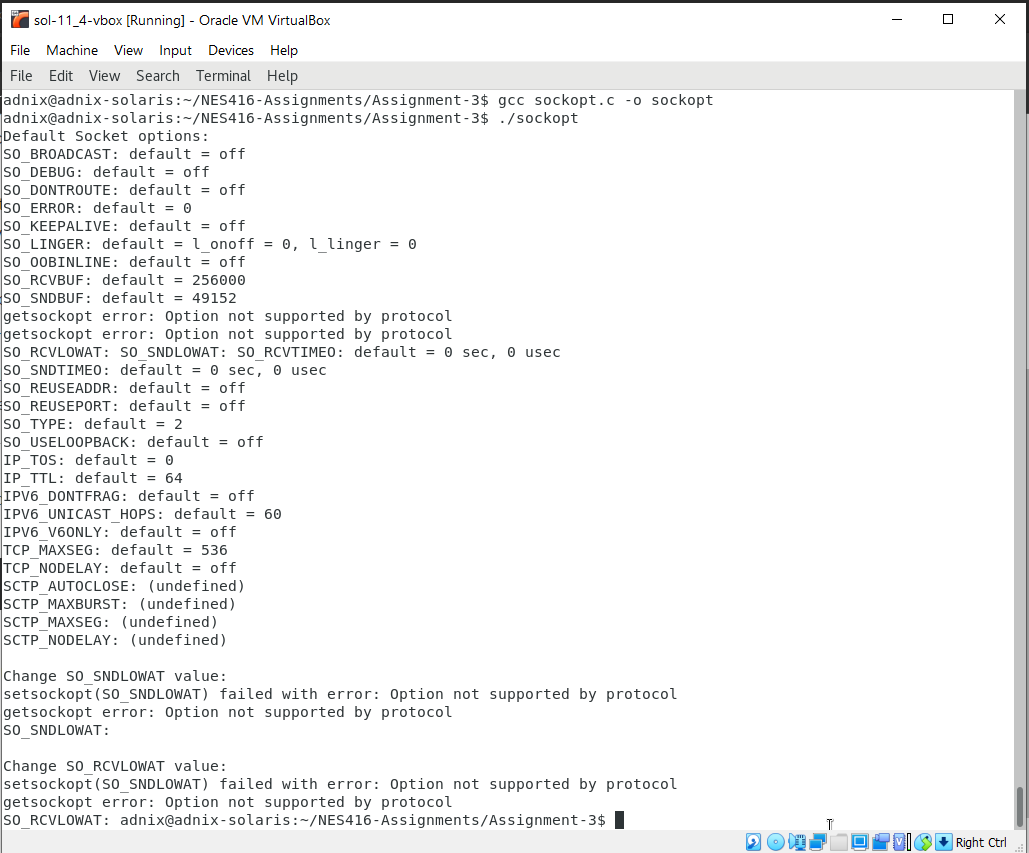 sol-11_4-vbox [Running] - Oracle VM VirtualBox
File Machine View Input Devices Help
File Edit View Search Terminal Help
adnix@adnix-solaris:~/NES416-Assignments/Assignment-3$ gcc sockopt.c -o sockopt
adnix@adnix-solaris:~/NES416-Assignments/Assignment-3$ ./sockopt
Default Socket options:
SO_BROADCAST: default = off
SO_DEBUG: default = off
SO_DONTROUTE: default = off
SO_ERROR: default = 0
SO_KEEPALIVE: default = off
SO_LINGER: default = l_onoff = 0, l_linger = 0
SO_OOBINLINE: default = off
SO_RCVBUF: default = 256000
SO_SNDBUF: default = 49152
getsockopt error: Option not supported by protocol
getsockopt error: Option not supported by protocol
SO_RCVLOWAT: SO_SNDLOWAT: SO_RCVTIMEO: default = 0 sec, 0 usec
SO_SNDTIMEO: default = 0 sec, 0 usec
SO_REUSEADDR: default = off
SO_REUSEPORT: default = off
SO_TYPE: default = 2
SO_USELOOPBACK: default = off
IP_TOS: default = 0
IP_TTL: default = 64
IPV6_DONTFRAG: default = off
IPV6_UNICAST_HOPS: default = 60
IPV6_V6ONLY: default = off
TCP_MAXSEG: default = 536
TCP_NODELAY: default = off
SCTP_AUTOCLOSE: (undefined)
SCTP_MAXBURST: (undefined)
SCTP_MAXSEG: (undefined)
SCTP_NODELAY: (undefined)
Change SO_SNDLOWAT value:
setsockopt(SO_SNDLOWAT) failed with error: Option not supported by protocol
getsockopt error: Option not supported by protocol
SO_SNDLOWAT:
Change SO_RCVLOWAT value:
setsockopt(SO_SNDLOWAT) failed with error: Option not supported by protocol
getsockopt error: Option not supported by protocol
SO_RCVLOWAT: adnix@adnix-solaris:~/NES416-Assignments/Assignment-3$
Right Ctrl